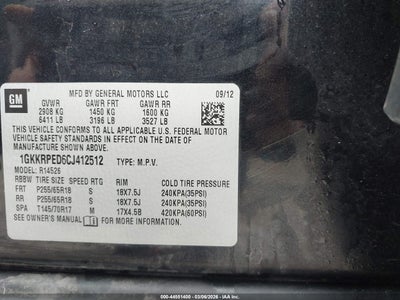 GM
MFD BY GENERAL MOTORS LLC 09/12
GVWR GAWR FRT GAWR RR
2908 KG 1450 KG 1600 KG
6411 LB 3196 LB 3527 LB
THIS VEHICLE CONFORMS TO ALL APPLICABLE U.S. FEDERAL
MOTOR VEHICLE SAFETY STANDARDS IN EFFECT ON THE DATE
OF MANUFACTURE SHOWN ABOVE.
1GKKRPED6CJ412512 TYPE: M.P.V.
MODEL: R14526
RBBW TIRE SIZE SPEED RTG RIM COLD TIRE PRESSURE
FRT P255/65R18 S 18X7.5J 240KPA(35PSI)
RR P255/65R18 S 18X7.5J 240KPA(35PSI)
SPA T145/70R17 M 17X4.5B 420KPA(60PSI)
SEE OWNER'S MANUAL FOR MORE INFORMATION.
000-44551400 - 03/06/2026 - IAA Inc.